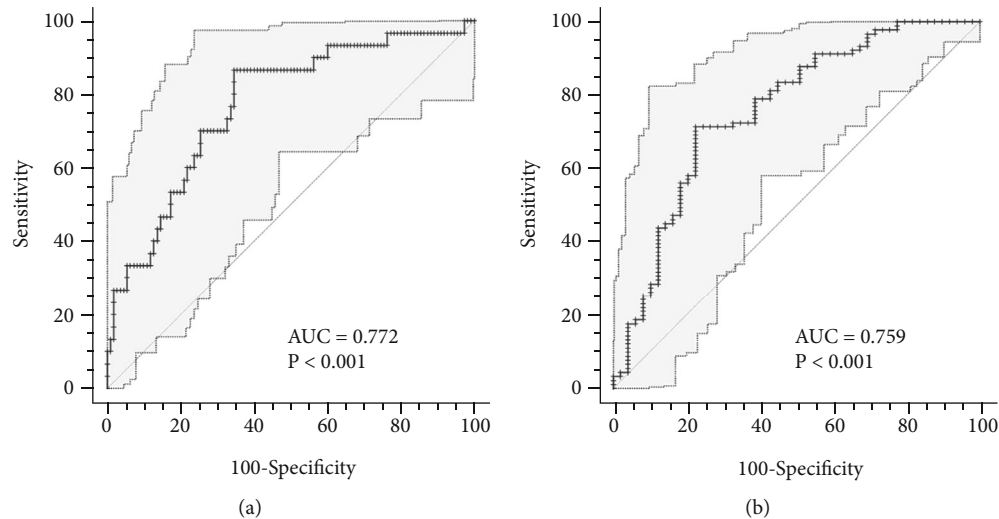 100
80
60
40
20
0
Sensitivity
AUC = 0.772
P < 0.001
0 20 40 60 80 100
100-Specificity
(a)
100
80
60
40
20
0
Sensitivity
AUC = 0.759
P < 0.001
0 20 40 60 80 100
100-Specificity
(b)